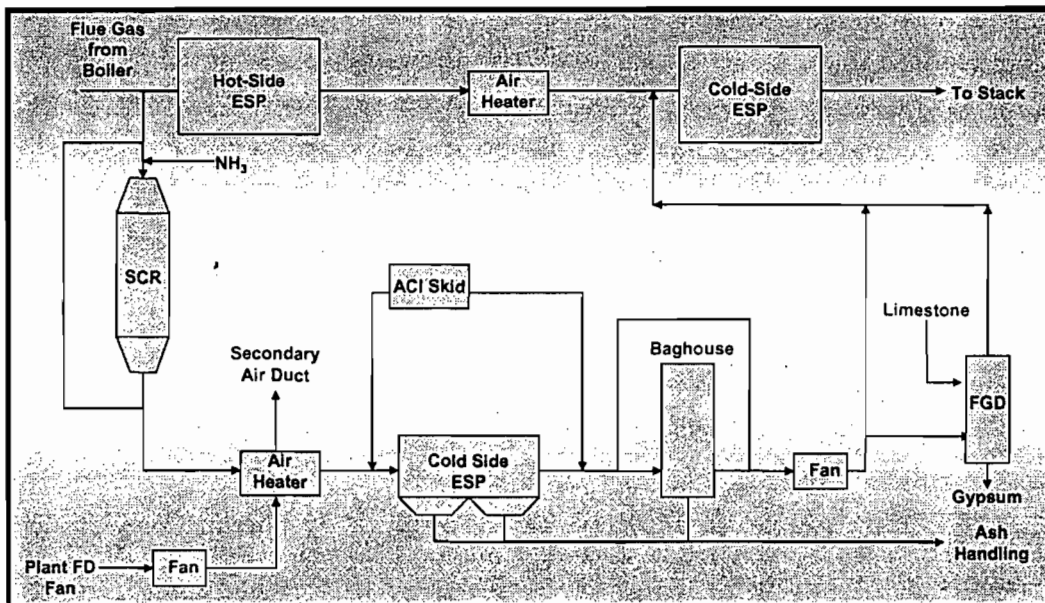 Flue Gas
from
Boiler
Hot-Side
ESP
Air
Heater
Cold-Side
ESP
To Stack
NH₃
SCR
ACI Skid
Limestone
Secondary
Air Duct
Baghouse
FGD
Air
Heater
Cold Side
ESP
Fan
Gypsum
Plant FD
Fan
Fan
Ash
Handling